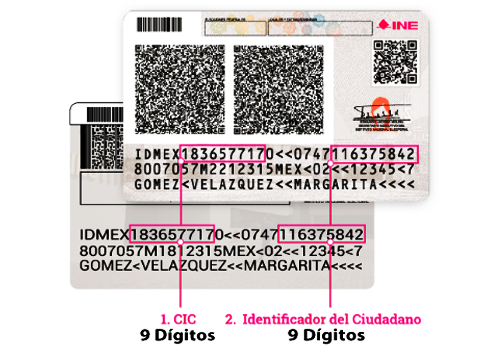 INE
IDMEX1836577170<<0747116375842
8007057M2212315MEX<02<<12345<7
GOMEZ<VELAZQUEZ<<MARGARITA<<<<
IDMEX1836577170<<0747116375842
8007057M1812315MEX<02<<12345<7
GOMEZ<VELAZQUEZ<<MARGARITA<<<<
1. CIC
9 Dígitos
2. Identificador del Ciudadano
9 Dígitos